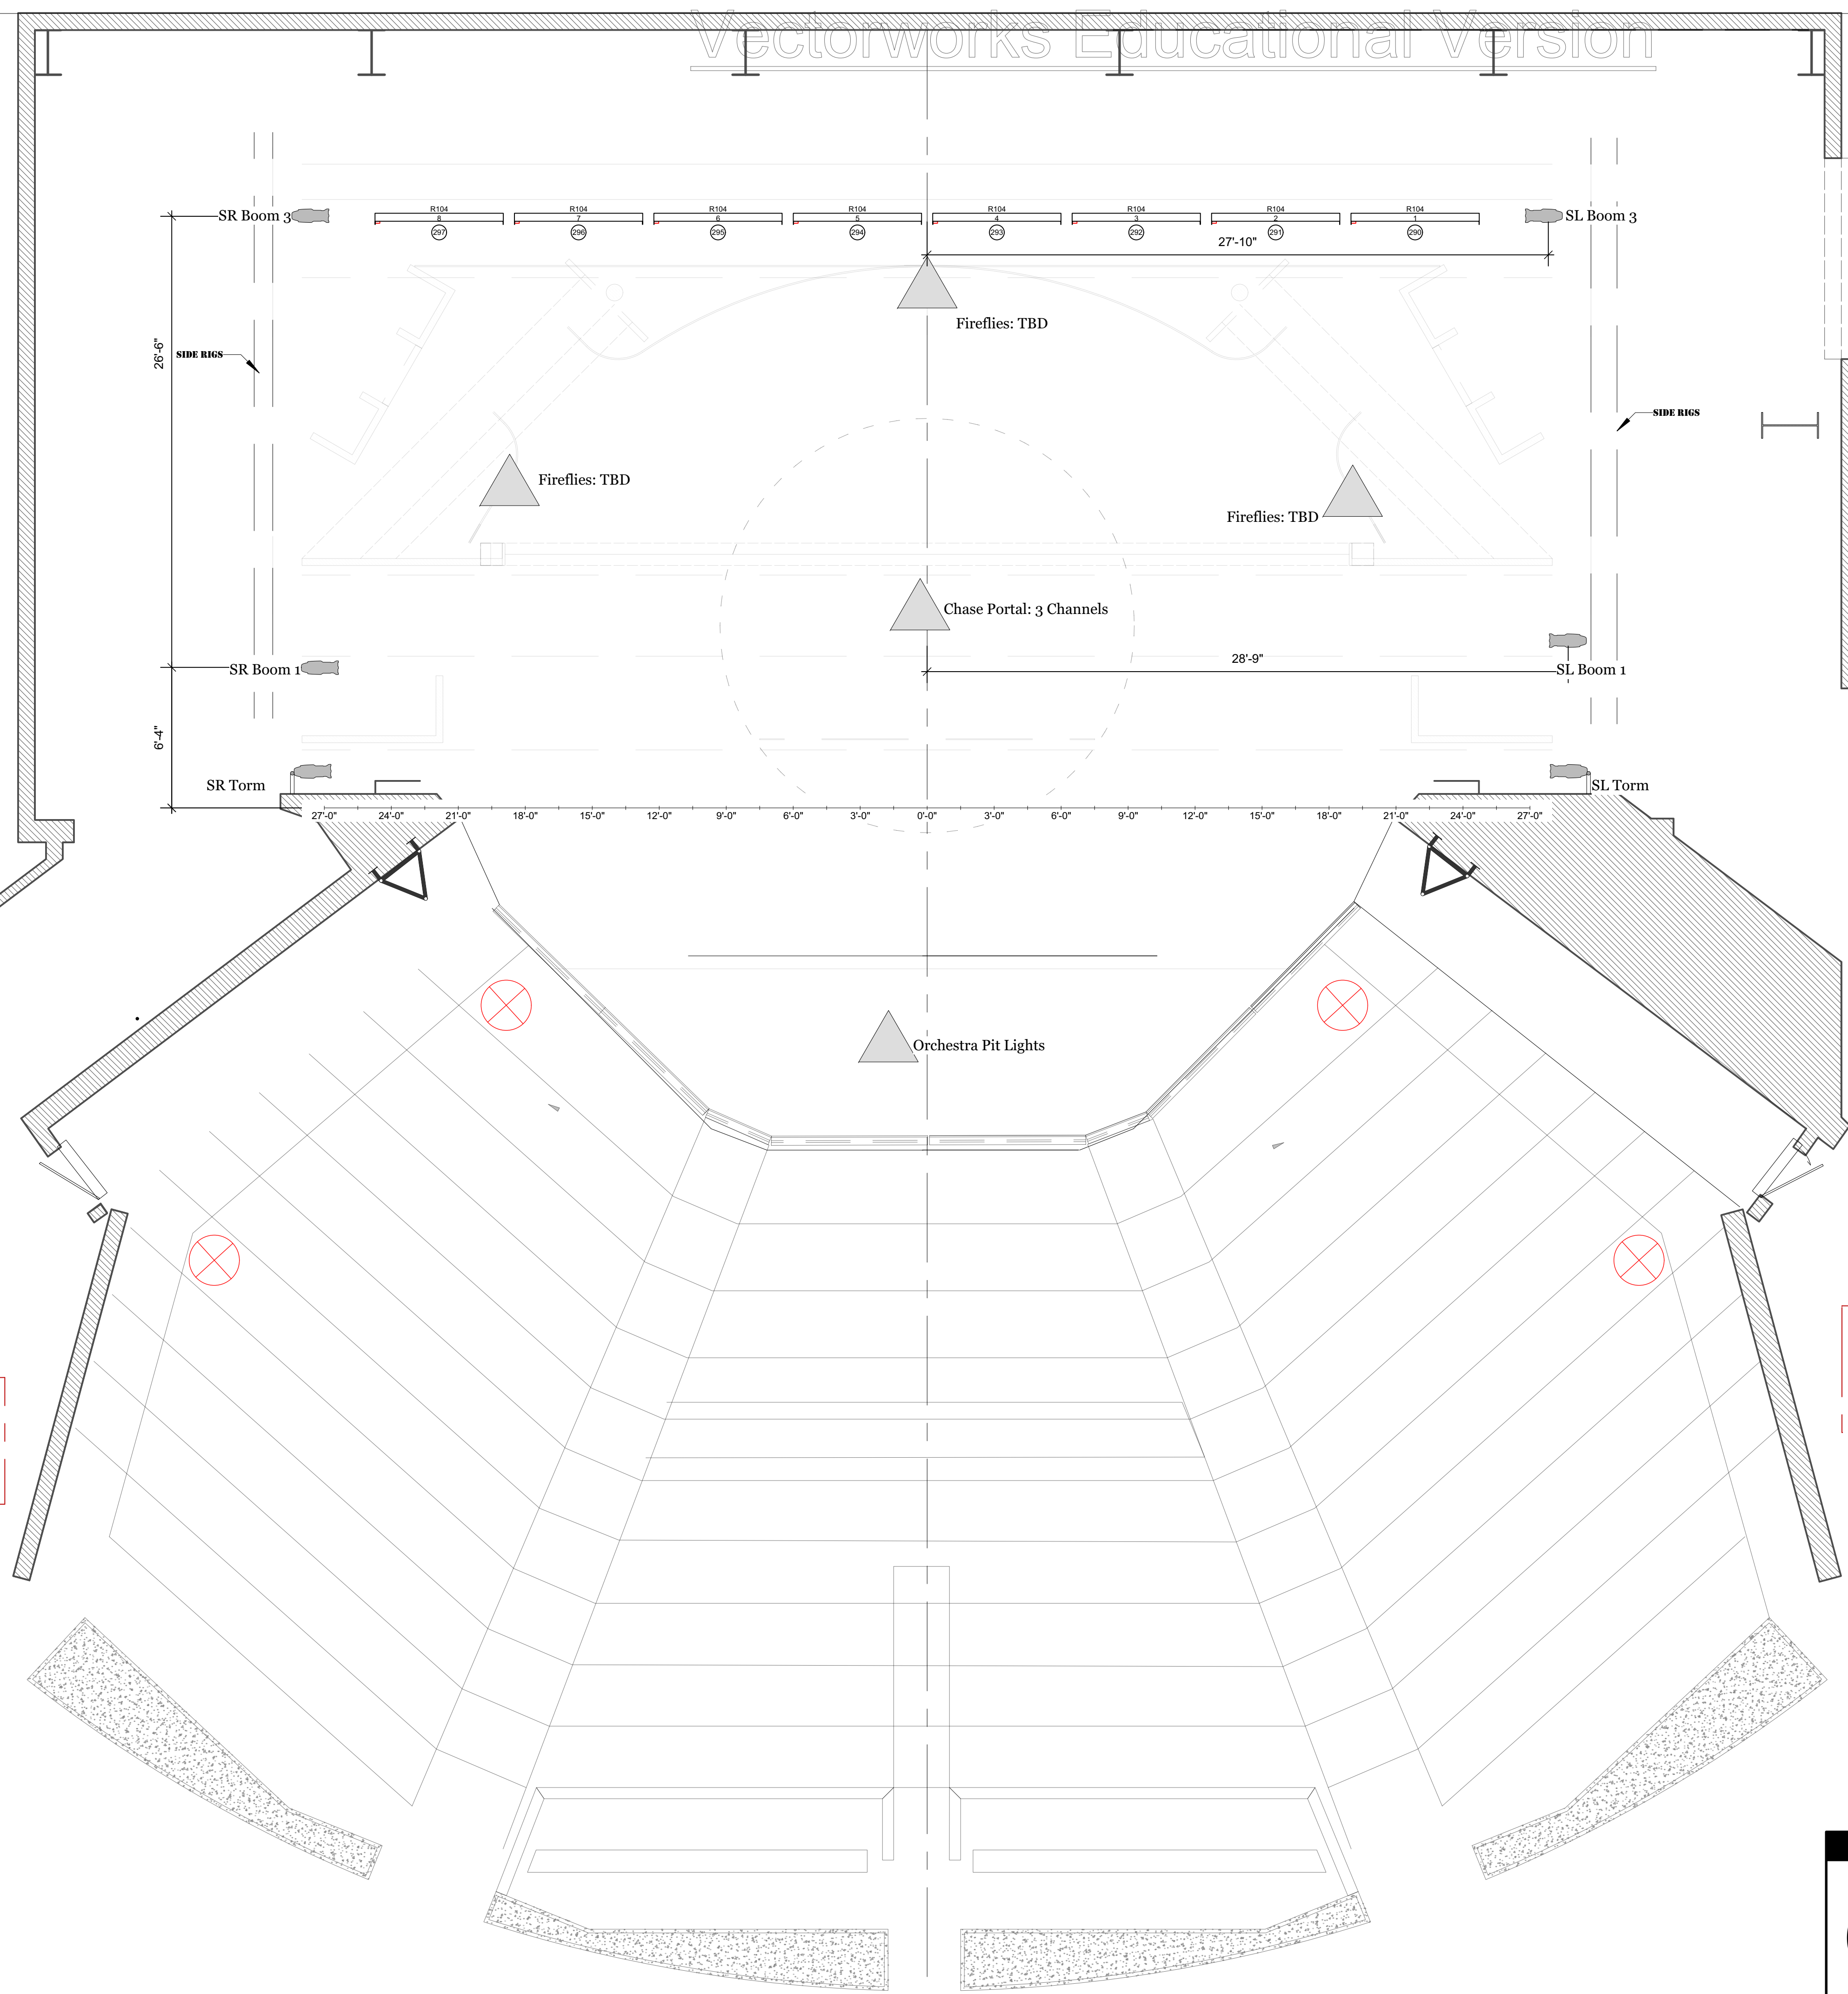 Vectorworks Educational Version
R104 R104 R104 R104 R104 R104 R104 R104
SR Boom 3 8 7 6 5 4 3 2 1 SL Boom 3
297 296 295 294 293 292 291 290
27'-10"
Fireflies: TBD
26'-6"
SIDE RIGS
SIDE RIGS
Fireflies: TBD
Fireflies: TBD
Chase Portal: 3 Channels
28'-9"
SR Boom 1 SL Boom 1
6'-4"
SR Torm SL Torm
27'-0" 24'-0" 21'-0" 18'-0" 15'-0" 12'-0" 9'-0" 6'-0" 3'-0" 0'-0" 3'-0" 6'-0" 9'-0" 12'-0" 15'-0" 18'-0" 21'-0" 24'-0" 27'-0"
Orchestra Pit Lights